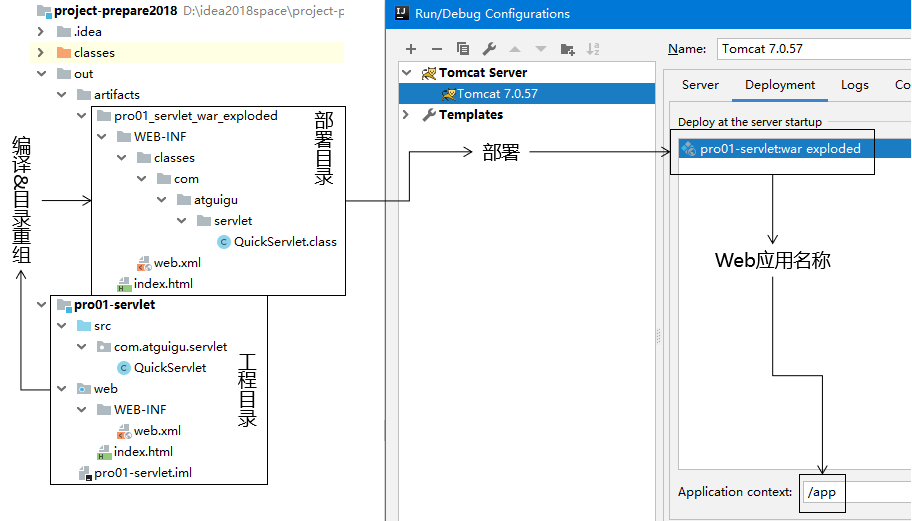 project-prepare2018 D:\idea2018space\project-p
.idea
classes
out
artifacts
pro01_servlet_war_exploded
WEB-INF
classes
com
atguigu
servlet
QuickServlet.class
web.xml
index.html
部署目录
编译&目录重组
pro01-servlet
src
com.atguigu.servlet
QuickServlet
web
WEB-INF
web.xml
index.html
pro01-servlet.iml
工程目录
部署
Run/Debug Configurations
Tomcat Server
Tomcat 7.0.57
Templates
Name: Tomcat 7.0.57
Server Deployment Logs Co
Deploy at the server startup
pro01-servlet:war exploded
Web应用名称
Application context: /app